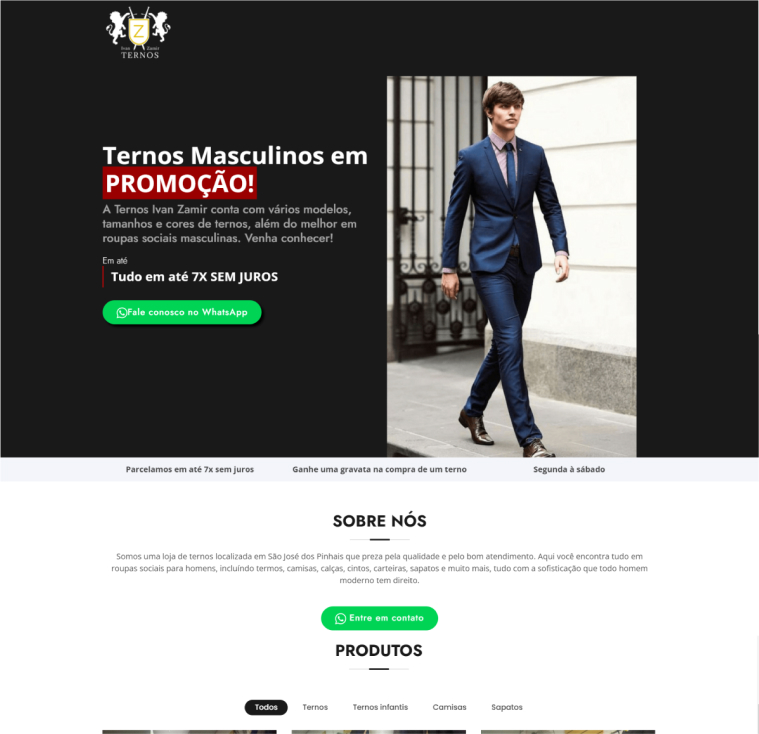 Z
Ivan Zamir
TERNOS
Ternos Masculinos em
PROMOÇÃO!
A Ternos Ivan Zamir conta com vários modelos,
tamanhos e cores de ternos, além do melhor em
roupas sociais masculinas. Venha conhecer!
Em até
Tudo em até 7X SEM JUROS
Fale conosco no WhatsApp
Parcelamos em até 7x sem juros
Ganhe uma gravata na compra de um terno
Segunda à sábado
SOBRE NÓS
Somos uma loja de ternos localizada em São José dos Pinhais que preza pela qualidade e pelo bom atendimento. Aqui você encontra tudo em
roupas sociais para homens, incluíndo termos, camisas, calças, cintos, carteiras, sapatos e muito mais, tudo com a sofisticação que todo homem
moderno tem direito.
Entre em contato
PRODUTOS
Todos
Ternos
Ternos infantis
Camisas
Sapatos